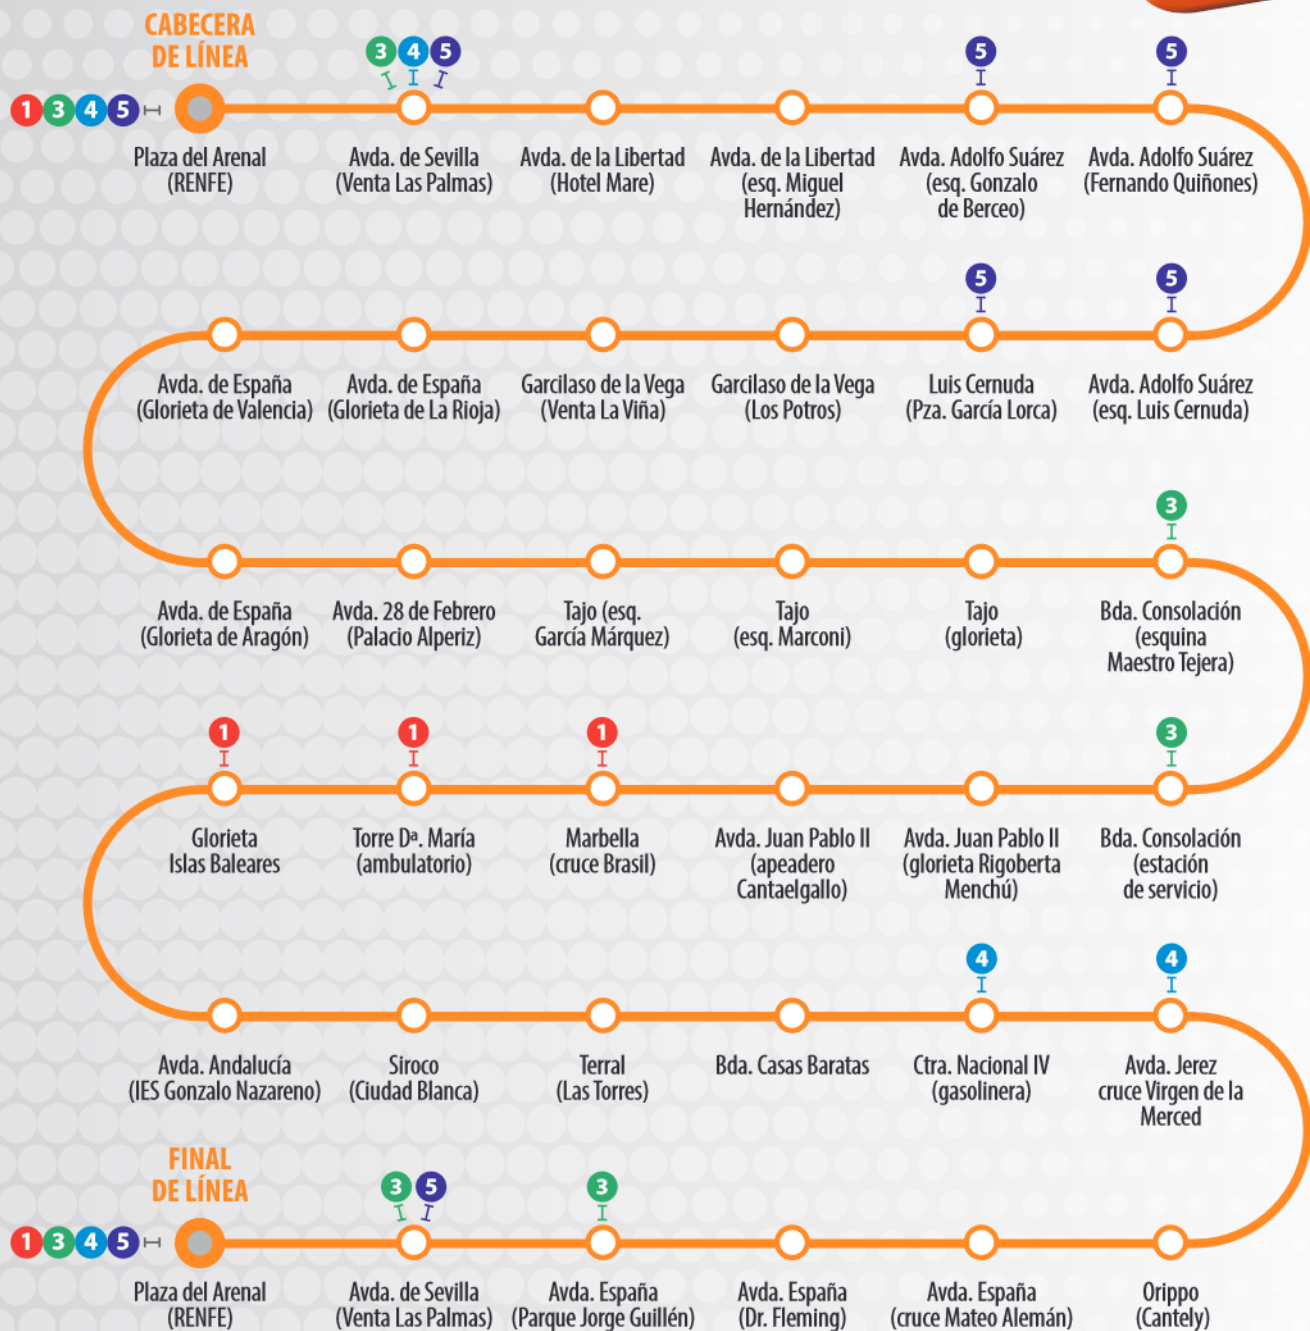 CABECERA
DE LÍNEA
3 4 5
5
5
1 3 4 5
Plaza del Arenal
(RENFE)
Avda. de Sevilla
(Venta Las Palmas)
Avda. de la Libertad
(Hotel Mare)
Avda. de la Libertad
(esq. Miguel
Hernández)
Avda. Adolfo Suárez
(esq. Gonzalo
de Berceo)
Avda. Adolfo Suárez
(Fernando Quiñones)
5
5
Avda. de España
(Glorieta de Valencia)
Avda. de España
(Glorieta de La Rioja)
Garcilaso de la Vega
(Venta La Viña)
Garcilaso de la Vega
(Los Potros)
Luis Cernuda
(Pza. García Lorca)
Avda. Adolfo Suárez
(esq. Luis Cernuda)
3
Avda. de España
(Glorieta de Aragón)
Avda. 28 de Febrero
(Palacio Alperiz)
Tajo (esq.
García Márquez)
Tajo
(esq. Marconi)
Tajo
(glorieta)
Bda. Consolación
(esquina
Maestro Tejera)
1
1
1
3
Glorieta
Islas Baleares
Torre Dª. María
(ambulatorio)
Marbella
(cruce Brasil)
Avda. Juan Pablo II
(apeadero
Cantaelgallo)
Avda. Juan Pablo II
(glorieta Rigoberta
Menchú)
Bda. Consolación
(estación
de servicio)
4
4
Avda. Andalucía
(IES Gonzalo Nazareno)
Siroco
(Ciudad Blanca)
Terral
(Las Torres)
Bda. Casas Baratas
Ctra. Nacional IV
(gasolinera)
Avda. Jerez
cruce Virgen de la
Merced
FINAL
DE LÍNEA
3 5
3
1 3 4 5
Plaza del Arenal
(RENFE)
Avda. de Sevilla
(Venta Las Palmas)
Avda. España
(Parque Jorge Guillén)
Avda. España
(Dr. Fleming)
Avda. España
(cruce Mateo Alemán)
Orippo
(Cantely)